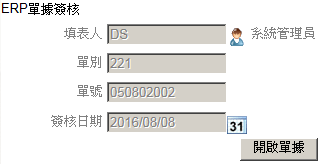 ERP單據簽核
填表人 DS 系統管理員
單別 221
單號 050802002
簽核日期 2016/08/08 31
開啟單據